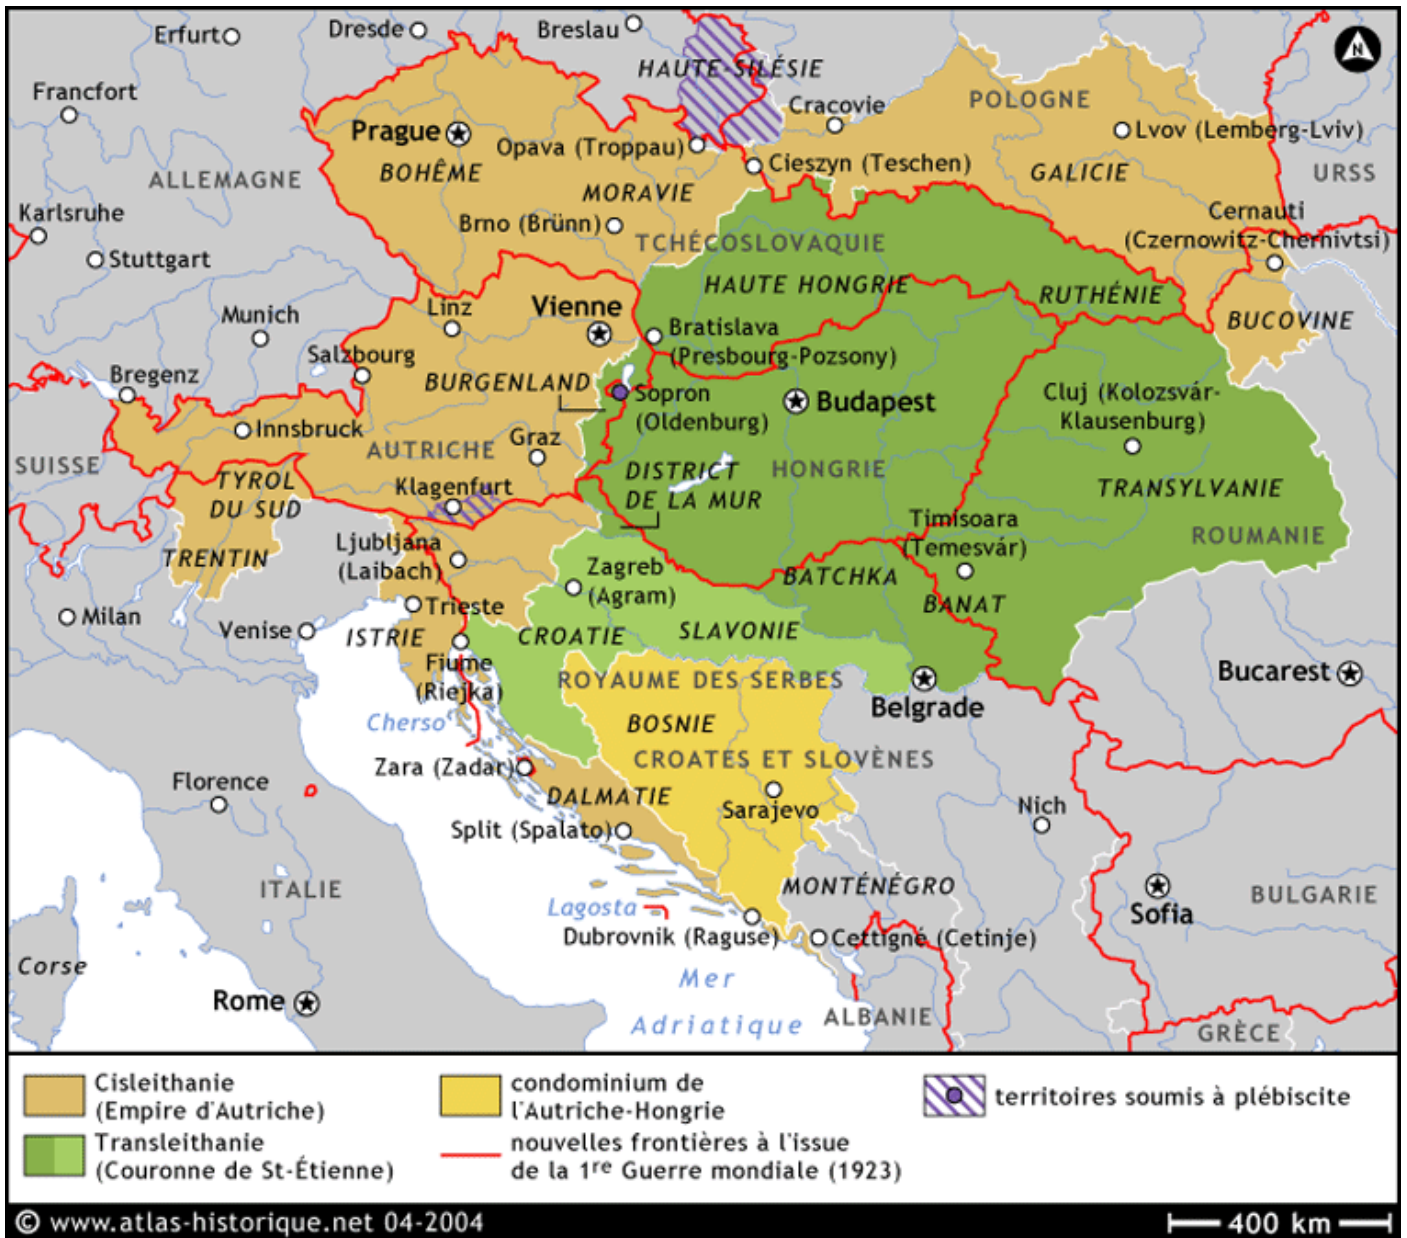 Erfurt
Dresde
Breslau
N
HAUTE-SILÉSIE
Francfort
Cracovie
POLOGNE
Prague
Opava (Troppau)
Lvov (Lemberg-Lviv)
BOHÊME
Cieszyn (Teschen)
GALICIE
URSS
ALLEMAGNE
MORAVIE
Karlsruhe
Brno (Brünn)
Cernauti
(Czernowitz-Chernivtsi)
TCHÉCOSLOVAQUIE
Stuttgart
HAUTE HONGRIE
RUTHÉNIE
Munich
Linz
Vienne
Bratislava
(Presbourg-Pozsony)
BUCOVINE
Salzbourg
Bregenz
BURGENLAND
Sopron
(Oldenburg)
Budapest
Cluj (Kolozsvár-
Klausenburg)
Innsbruck
Graz
AUTRICHE
SUISSE
TYROL
DU SUD
Klagenfurt
DISTRICT
DE LA MUR
HONGRIE
TRANSYLVANIE
Timisoara
(Temesvár)
ROUMANIE
Ljubljana
(Laibach)
TRENTIN
Zagreb
(Agram)
BATCHKA
BANAT
Milan
Venise
Trieste
ISTRIE
CROATIE
SLAVONIE
Fiume
(Riejka)
ROYAUME DES SERBES
Bucarest
Belgrade
Cherso
BOSNIE
CROATES ET SLOVÈNES
Zara (Zadar)
Florence
DALMATIE
Sarajevo
Nich
Split (Spalato)
ITALIE
MONTÉNÉGRO
BULGARIE
Sofia
Lagosta
Dubrovnik (Raguse)
Cettigné (Cetinje)
Corse
Rome
Mer
Adriatique
ALBANIE
GRÈCE
Cisleithanie
(Empire d'Autriche)
Transleithanie
(Couronne de St-Étienne)
condominium de
l'Autriche-Hongrie
nouvelles frontières à l'issue
de la 1re Guerre mondiale (1923)
territoires soumis à plébiscite
© www.atlas-historique.net 04-2004
400 km